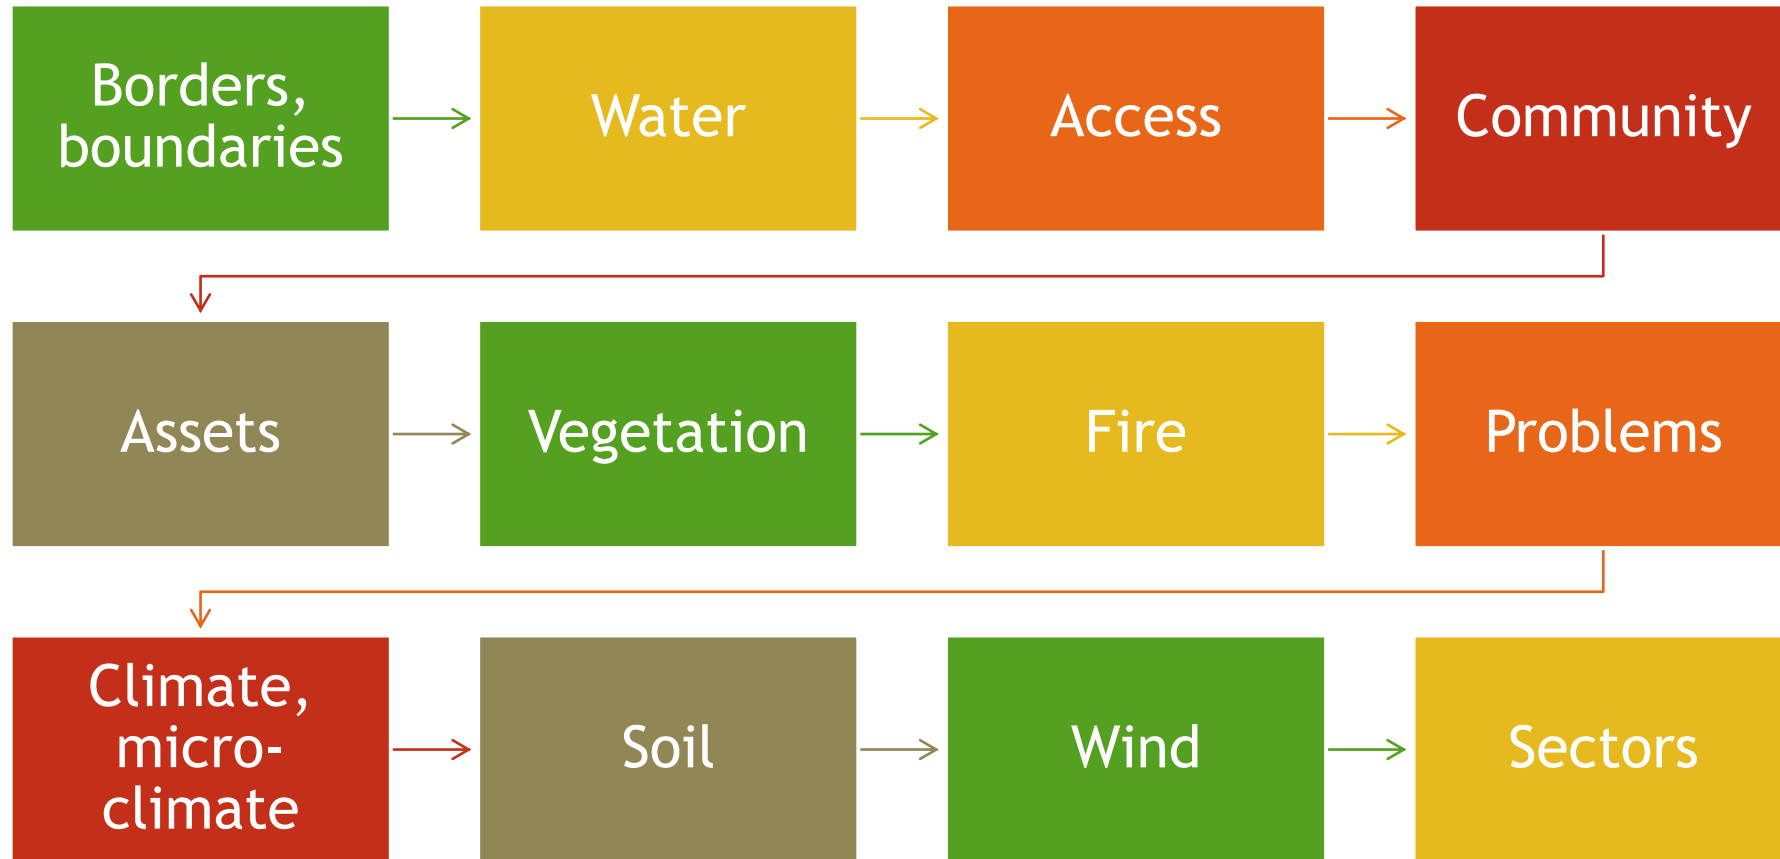 Borders,
boundaries
Water
Access
Community
Assets
Vegetation
Fire
Problems
Climate,
micro-
climate
Soil
Wind
Sectors